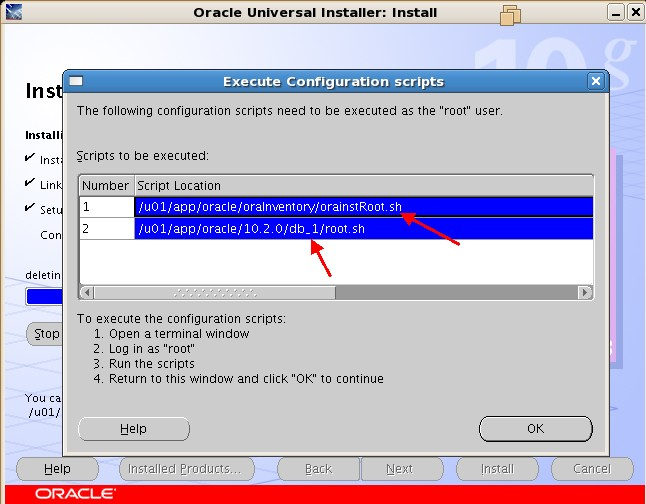 Oracle Universal Installer: Install
10g
Inst
Execute Configuration scripts
The following configuration scripts need to be executed as the "root" user.
Installi
Scripts to be executed:
Insta
Link
Setu
Con
Number Script Location
1 /u01/app/oracle/oraInventory/orainstRoot.sh
2 /u01/app/oracle/10.2.0/db_1/root.sh
deletin
To execute the configuration scripts:
1. Open a terminal window
2. Log in as "root"
3. Run the scripts
4. Return to this window and click "OK" to continue
Stop
You ca
/u01/
Help OK
Help Installed Products... Back Next Install Cancel
ORACLE